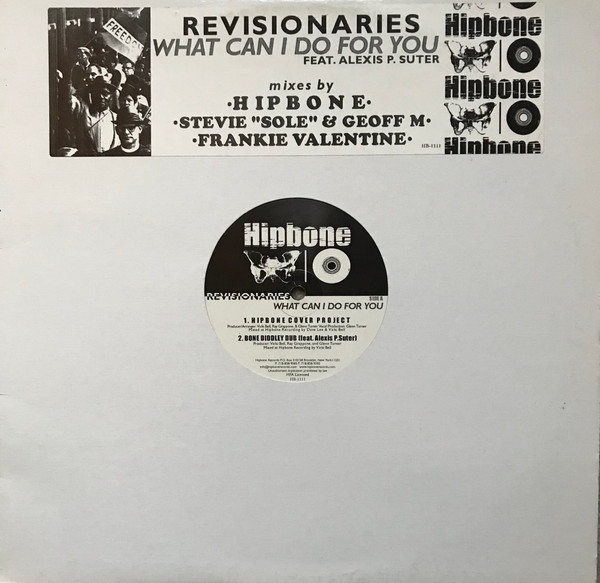 FREEDOM
REVISIONARIES
WHAT CAN I DO FOR YOU
FEAT. ALEXIS P. SUTER
mixes by
·HIPBONE·
·STEVIE "SOLE" & GEOFF M·
·FRANKIE VALENTINE·
HB-1111
Hipbone
Hipbone
Hipbone
Hipbone
REVISIONARIES
SIDE A
WHAT CAN I DO FOR YOU
1. HIPBONE COVER PROJECT
2. BONE DIDDLEY DUB (feat. Alexis P.Suter)
HB-1111